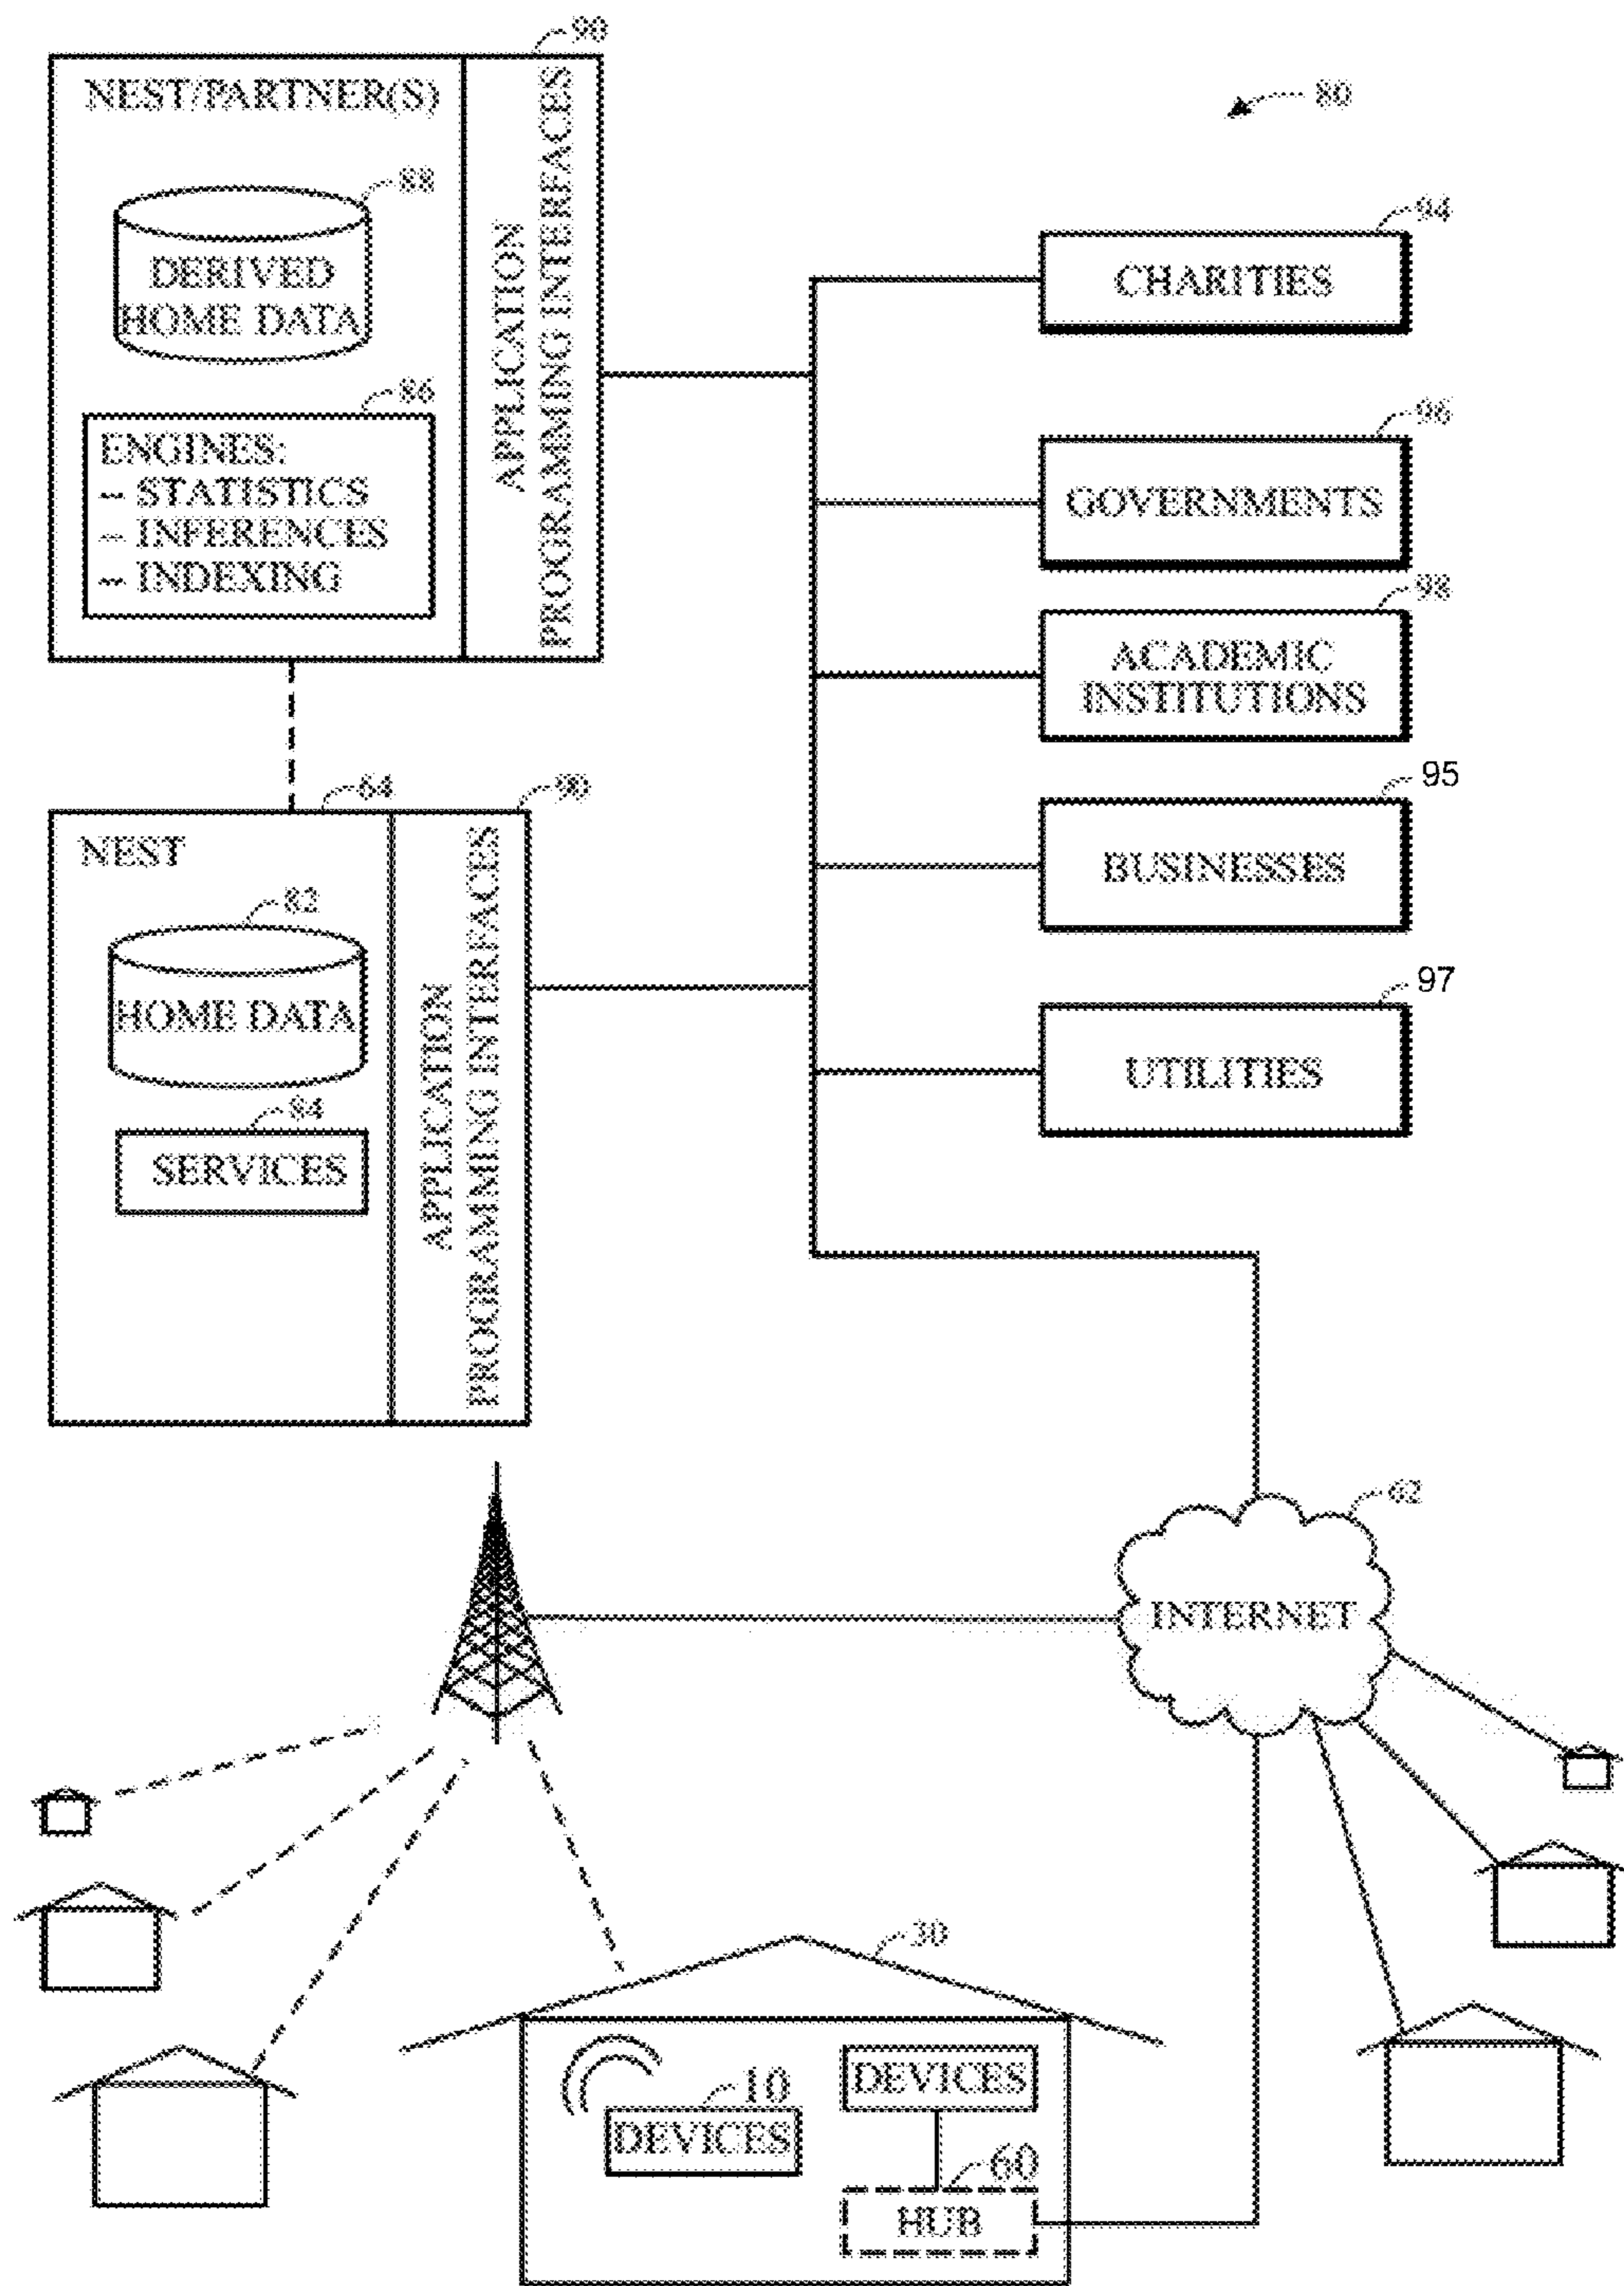 90
NEST/PARTNER(S)
80
88
DERIVED
HOME DATA
86
ENGINES:
– STATISTICS
– INFERENCES
– INDEXING
APPLICATION
PROGRAMMING INTERFACES
94
CHARITIES
96
GOVERNMENTS
98
ACADEMIC
INSTITUTIONS
95
BUSINESSES
97
UTILITIES
64
90
NEST
82
HOME DATA
84
SERVICES
APPLICATION
PROGRAMMING INTERFACES
62
INTERNET
30
10
DEVICES
DEVICES
60
HUB